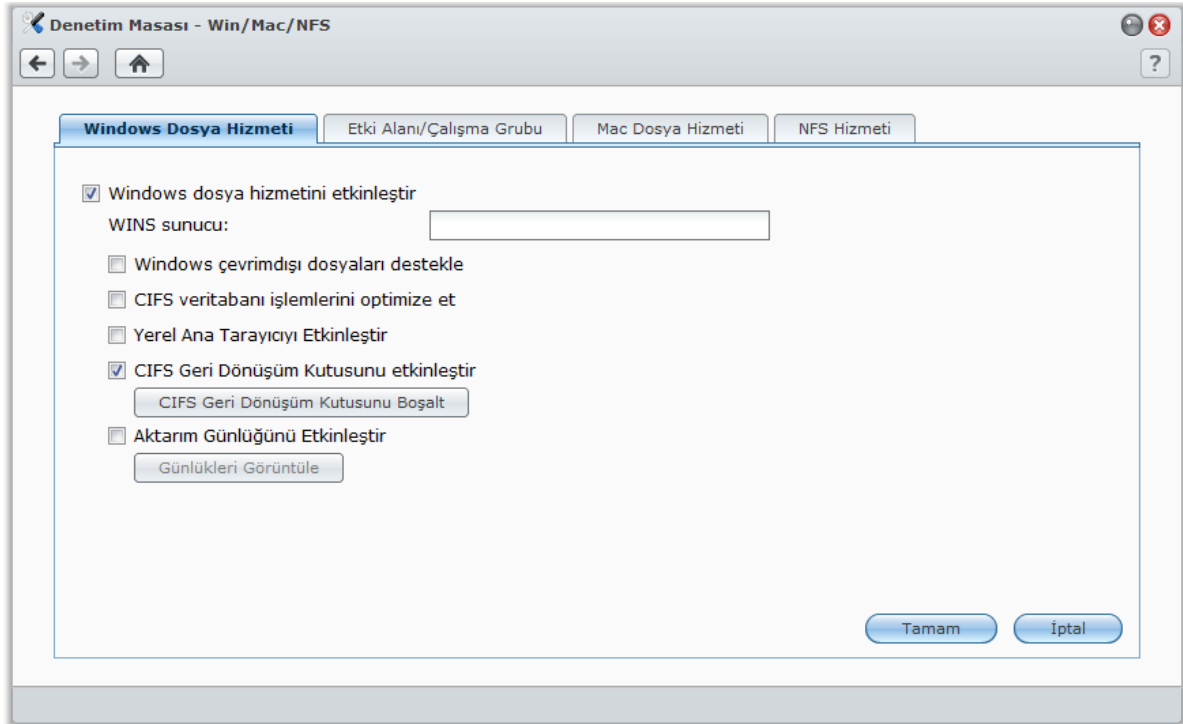 Denetim Masası - Win/Mac/NFS
?
Windows Dosya Hizmeti Etki Alanı/Çalışma Grubu Mac Dosya Hizmeti NFS Hizmeti
Windows dosya hizmetini etkinleştir
WINS sunucu:
Windows çevrimdışı dosyaları destekle
CIFS veritabanı işlemlerini optimize et
Yerel Ana Tarayıcıyı Etkinleştir
CIFS Geri Dönüşüm Kutusunu etkinleştir
CIFS Geri Dönüşüm Kutusunu Boşalt
Aktarım Günlüğünü Etkinleştir
Günlükleri Görüntüle
Tamam İptal